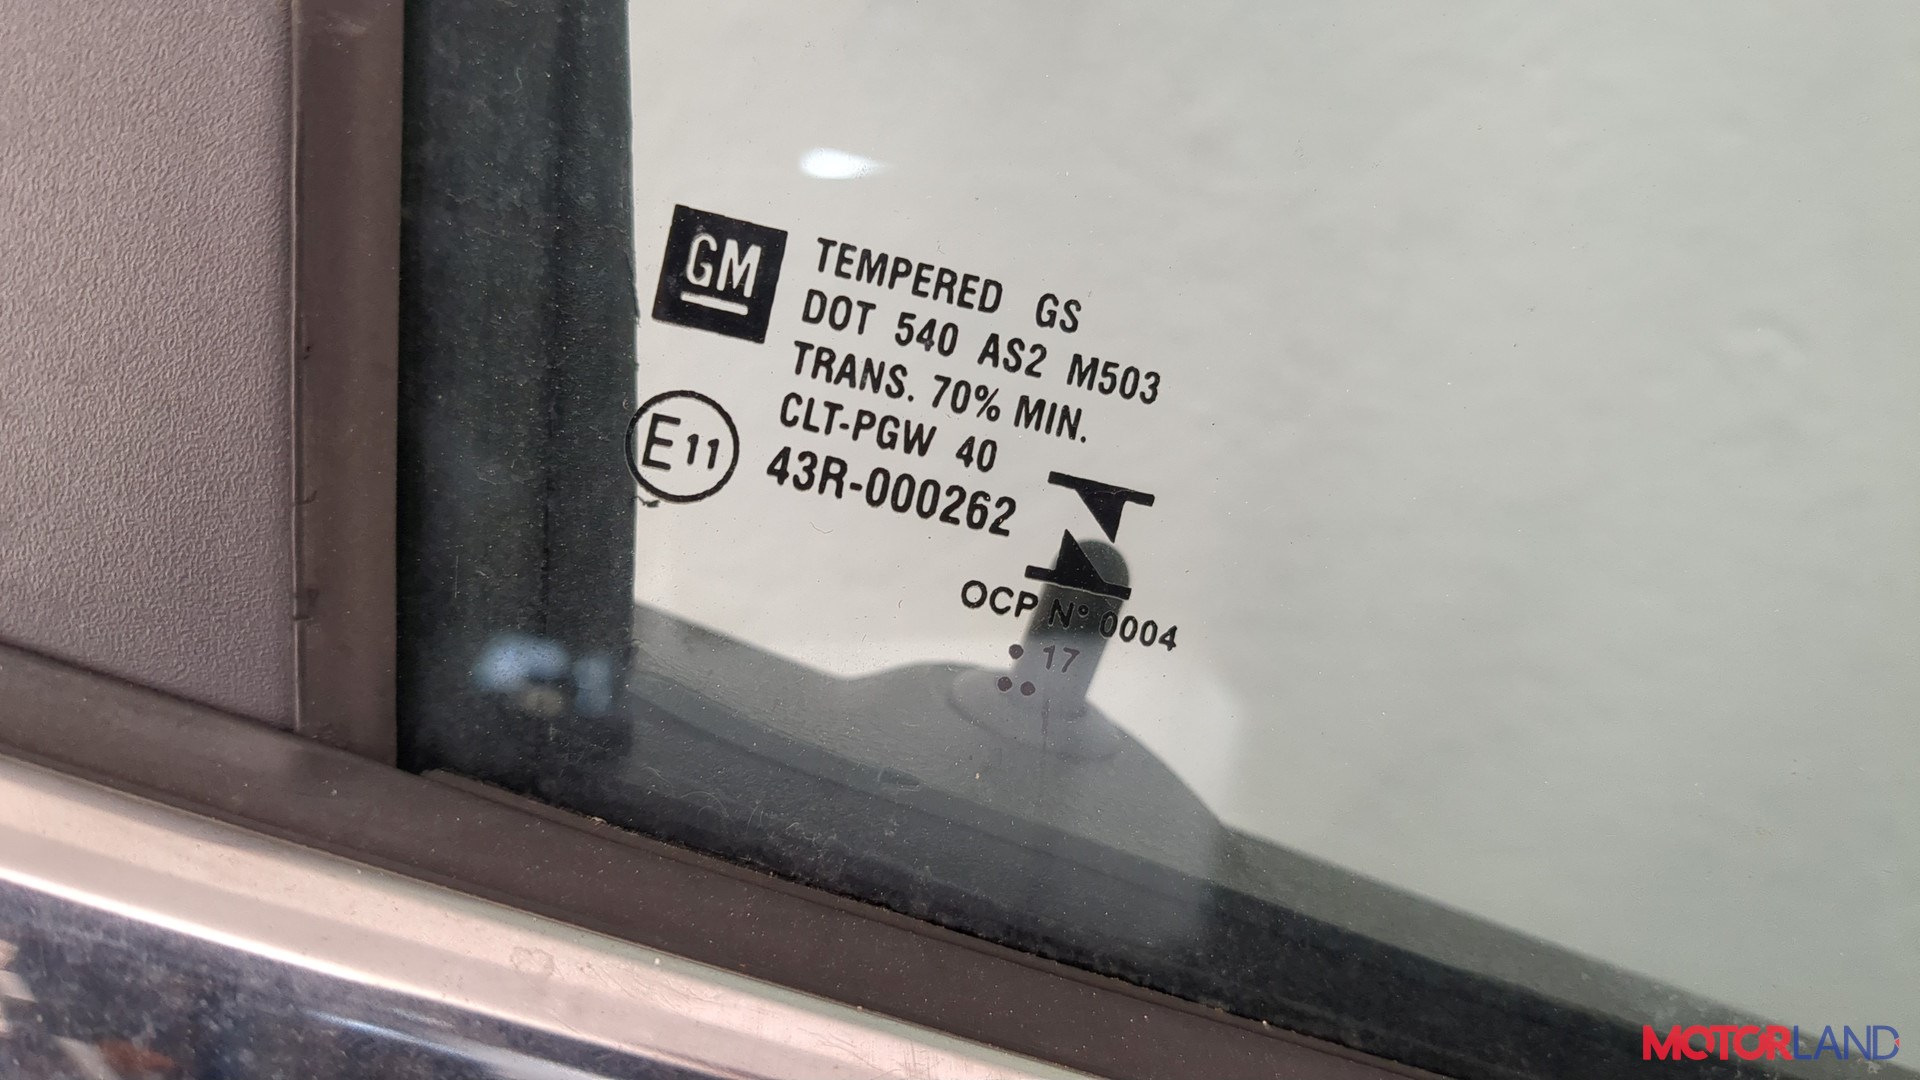 GM
TEMPERED GS
DOT 540 AS2 M503
TRANS. 70% MIN.
CLT-PGW 40
E11
43R-000262
OCP N° 0004
17
MOTORLAND